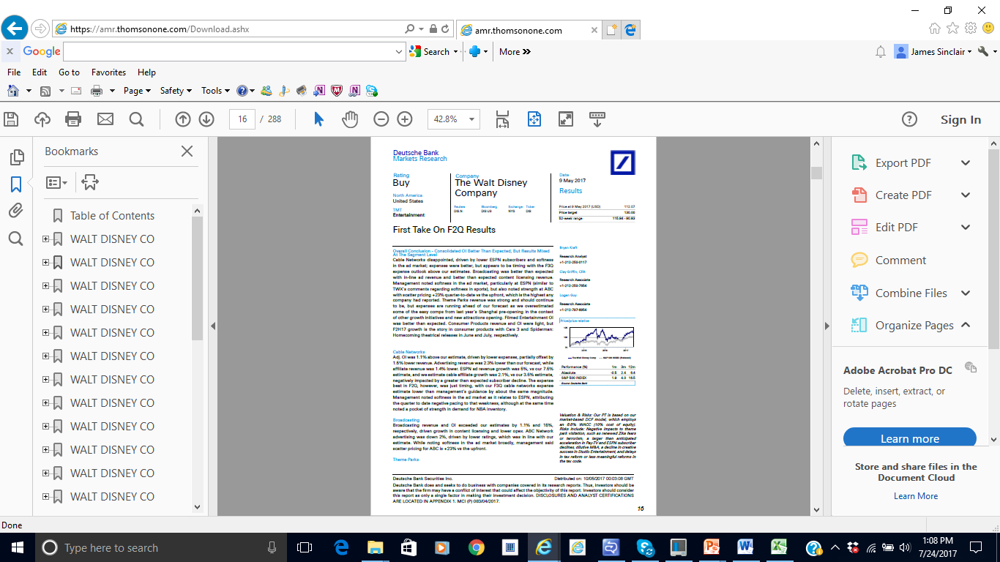 https://amr.thomsonone.com/Download.ashx
amr.thomsonone.com
x Google
Search
More »
James Sinclair
File Edit Go to Favorites Help
Page Safety Tools
16 / 288
42.8%
Sign In
Bookmarks
Table of Contents
WALT DISNEY CO
WALT DISNEY CO
WALT DISNEY CO
WALT DISNEY CO
WALT DISNEY CO
WALT DISNEY CO
WALT DISNEY CO
WALT DISNEY CO
WALT DISNEY CO
WALT DISNEY CO
WALT DISNEY CO
WALT DISNEY CO
Deutsche Bank
Markets Research
Rating
Buy
North America
United States
TMT
Entertainment
Company
The Walt Disney
Company
Reuters Bloomberg Exchange Ticker
DIS.N DIS US NYS DIS
Date
9 May 2017
Results
Price at 9 May 2017 (USD) 112.07
Price target 130.00
52-week range 115.84 - 90.83
First Take On F2Q Results
Overall Conclusion - Consolidated OI Better Than Expected, But Results Mixed
At The Segment Level
Cable Networks disappointed, driven by lower ESPN subscribers and softness
in the ad market; expenses were better, but appears to be timing with the F3Q
expense outlook above our estimates. Broadcasting was better than expected
with in-line ad revenue and better than expected content licensing revenue.
Management noted softness in the ad market, particularly at ESPN (similar to
TWX's comments regarding softness in sports), but also noted strength at ABC
with scatter pricing +23% quarter-to-date vs the upfront, which is the highest any
company had reported. Theme Parks revenue was strong and should continue
to be, but expenses are running ahead of our forecast as we overestimated
some of the easy comps from last year's Shanghai pre-opening in the context
of other growth initiatives and new attractions opening. Filmed Entertainment OI
was better than expected. Consumer Products revenue and OI were light, but
F2H17 growth is the story in consumer products with Cars 3 and Spiderman:
Homecoming theatrical releases in June and July, respectively.
Cable Networks
Adj. OI was 1.1% above our estimate, driven by lower expenses, partially offset by
1.5% lower revenue. Advertising revenue was 2.3% lower than our forecast, while
affiliate revenue was 1.4% lower. ESPN ad revenue growth was 5%, vs our 7.5%
estimate, and we estimate cable affiliate growth was 2.1%, vs our 3.6% estimate,
negatively impacted by a greater than expected subscriber decline. The expense
beat in F2Q, however, was just timing, with our F3Q cable networks expense
estimate lower than management's guidance by about the same magnitude.
Management noted softness in the ad market as it relates to ESPN, attributing
the quarter to date negative pacing to that weakness, although at the same time
noted a pocket of strength in demand for NBA inventory.
Broadcasting
Broadcasting revenue and OI exceeded our estimates by 1.1% and 16%,
respectively, driven growth in content licensing and lower opex. ABC Network
advertising was down 2%, driven by lower ratings, which was in line with our
estimate. While noting softness in the ad market broadly, management said
scatter pricing for ABC is +23% vs the upfront.
Theme Parks
Bryan Kraft
Research Analyst
Clay Griffin, CFA
Research Associate
Logan Guy
Research Associate
Price/price relative
Performance (%) 1m 3m 12m
Absolute -0.5 2.4 6.4
S&P 500 INDEX
Source: Deutsche Bank
Valuation & Risks: Our PT is based on our
market-based DCF model, which employs
an 8.8% WACC (10% cost of equity).
Risks include: Negative impacts to theme
park visitation, such as renewed Zika fears
or terrorism, a larger than anticipated
acceleration in Pay-TV and ESPN subscriber
declines, dilutive M&A, a decline in creative
success in Studio Entertainment, and delays
in tax reform or less meaningful reforms in
the tax code.
Deutsche Bank Securities Inc. Distributed on: 10/05/2017 00:03:08 GMT
Deutsche Bank does and seeks to do business with companies covered in its research reports. Thus, investors should be
aware that the firm may have a conflict of interest that could affect the objectivity of this report. Investors should consider
this report as only a single factor in making their investment decision. DISCLOSURES AND ANALYST CERTIFICATIONS
ARE LOCATED IN APPENDIX 1. MCI (P) 083/04/2017.
16
Export PDF
Create PDF
Edit PDF
Comment
Combine Files
Organize Pages
Adobe Acrobat Pro DC
Delete, insert, extract, or
rotate pages
Learn more
Store and share files in the
Document Cloud
Learn More
Done
Type here to search
1:08 PM
7/24/2017